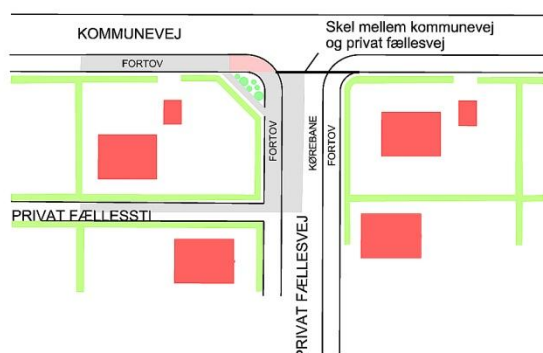 KOMMUNEVEJ
Skel mellem kommunevej
og privat fællesvej
FORTOV
FORTOV
KØREBANE
FORTOV
PRIVAT FÆLLESSTI
PRIVAT FÆLLESVEJ